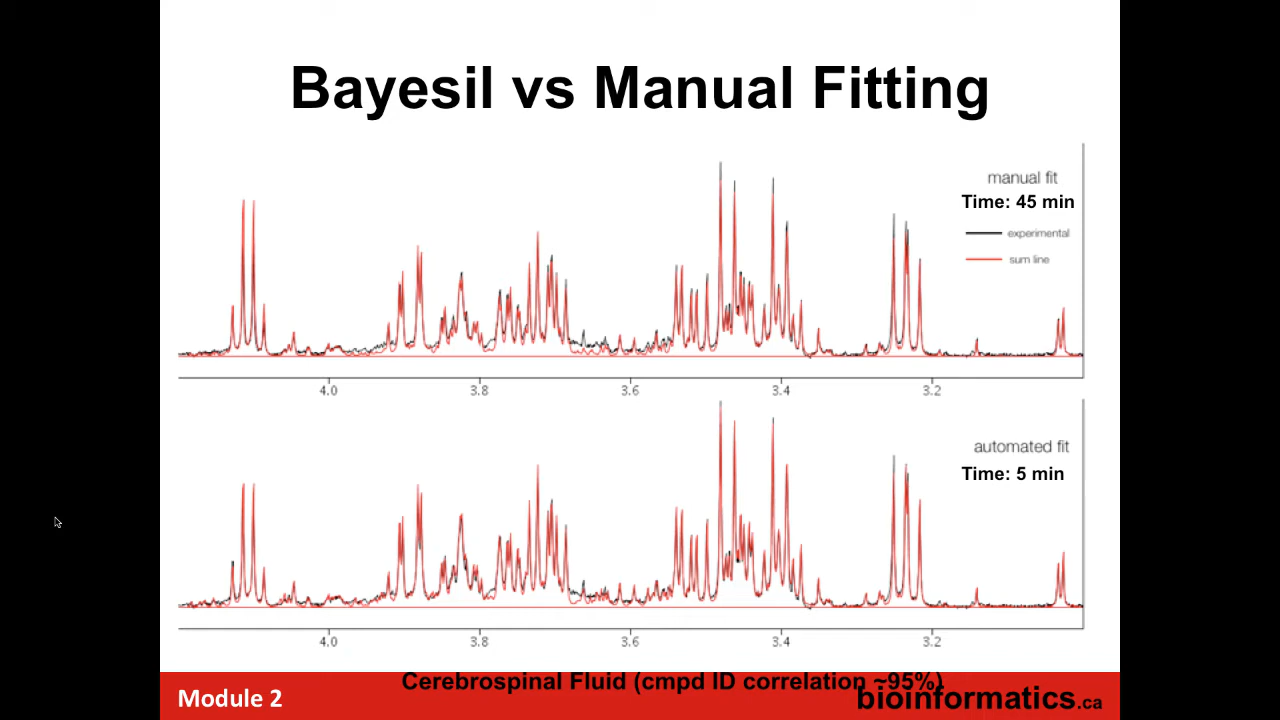 Bayesil vs Manual Fitting
manual fit
Time: 45 min
experimental
sum line
4.0 3.8 3.6 3.4 3.2
automated fit
Time: 5 min
4.0 3.8 3.6 3.4 3.2
Cerebrospinal Fluid (cmpd ID correlation ~95%)
Module 2
bioinformatics.ca